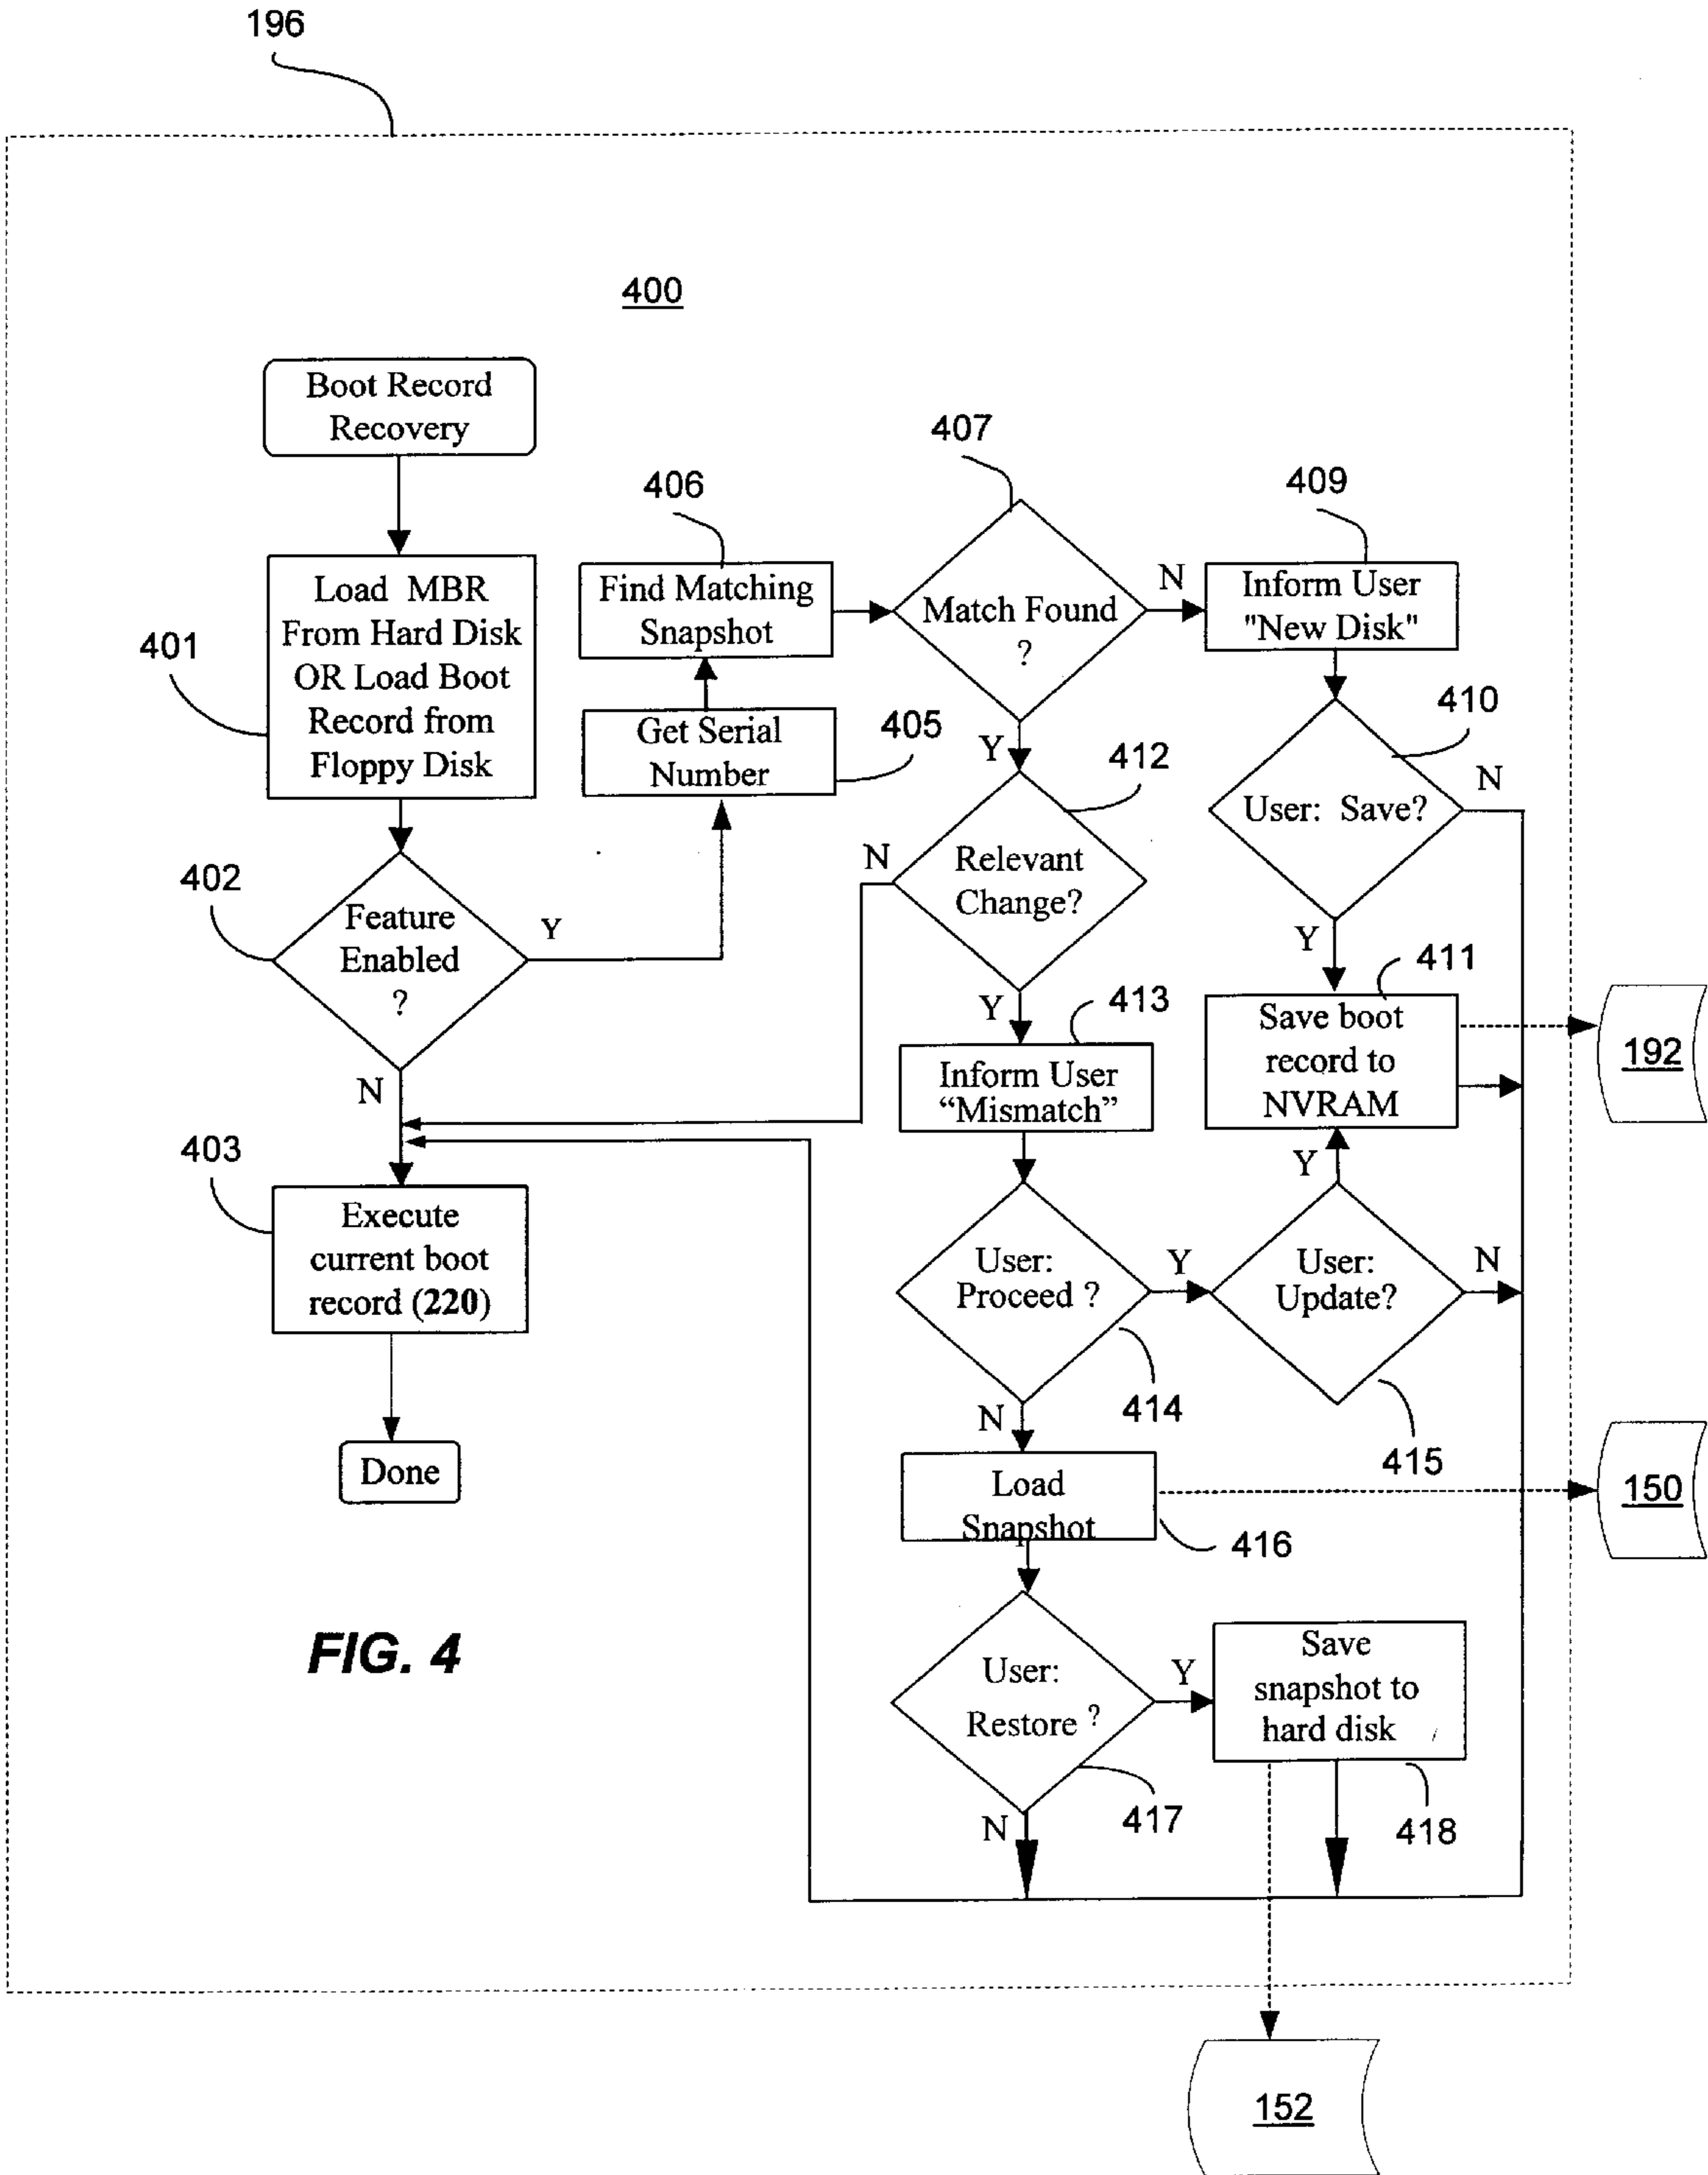 196
400
Boot Record
Recovery
401
Load MBR
From Hard Disk
OR Load Boot
Record from
Floppy Disk
402
Feature
Enabled
?
Y
N
403
Execute
current boot
record (220)
Done
405
Get Serial
Number
406
Find Matching
Snapshot
407
Match Found
?
N
Y
409
Inform User
"New Disk"
410
User: Save?
N
Y
411
Save boot
record to
NVRAM
192
412
Relevant
Change?
N
Y
413
Inform User
“Mismatch”
User:
Proceed ?
414
Y
N
User:
Update?
415
Y
N
Load
Snapshot
416
150
User:
Restore ?
417
Y
N
Save
snapshot to
hard disk
418
152
FIG. 4